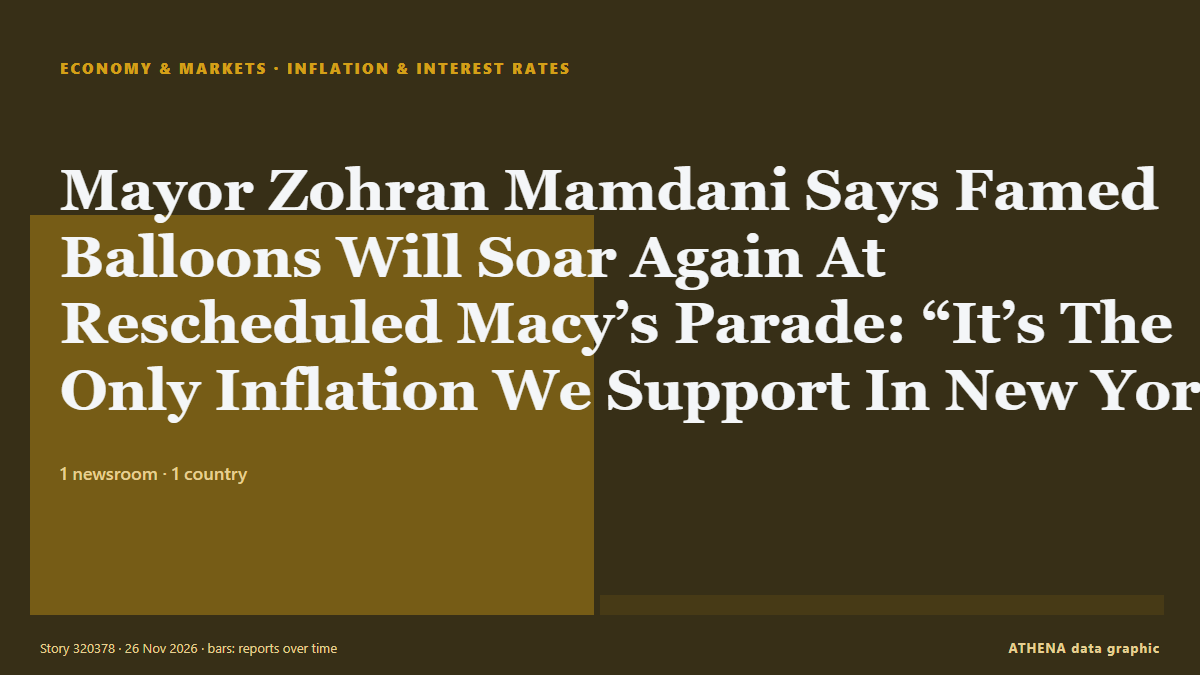 ECONOMY & MARKETS · INFLATION & INTEREST RATES
Mayor Zohran Mamdani Says Famed
Balloons Will Soar Again At
Rescheduled Macy’s Parade: “It’s The
Only Inflation We Support In New Yor
1 newsroom · 1 country
Story 320378 · 26 Nov 2026 · bars: reports over time
ATHENA data graphic